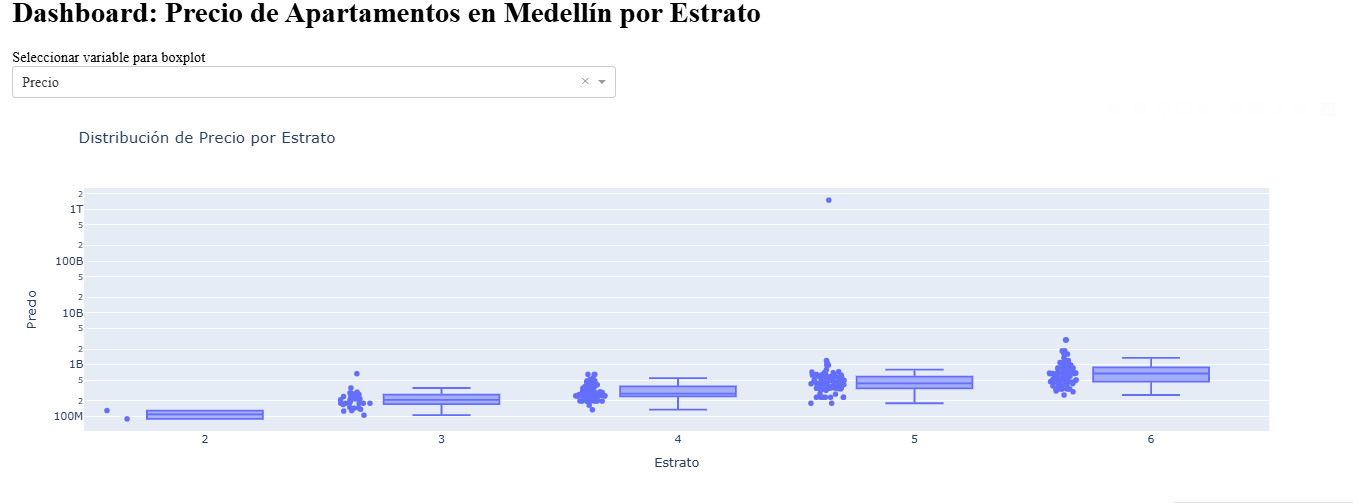 Dashboard: Precio de Apartamentos en Medellín por Estrato
Seleccionar variable para boxplot
Precio ×
Distribución de Precio por Estrato
2
1T
5
2
100B
5
2
10B
5
2
1B
5
2
100M
Predo
2 3 4 5 6
Estrato